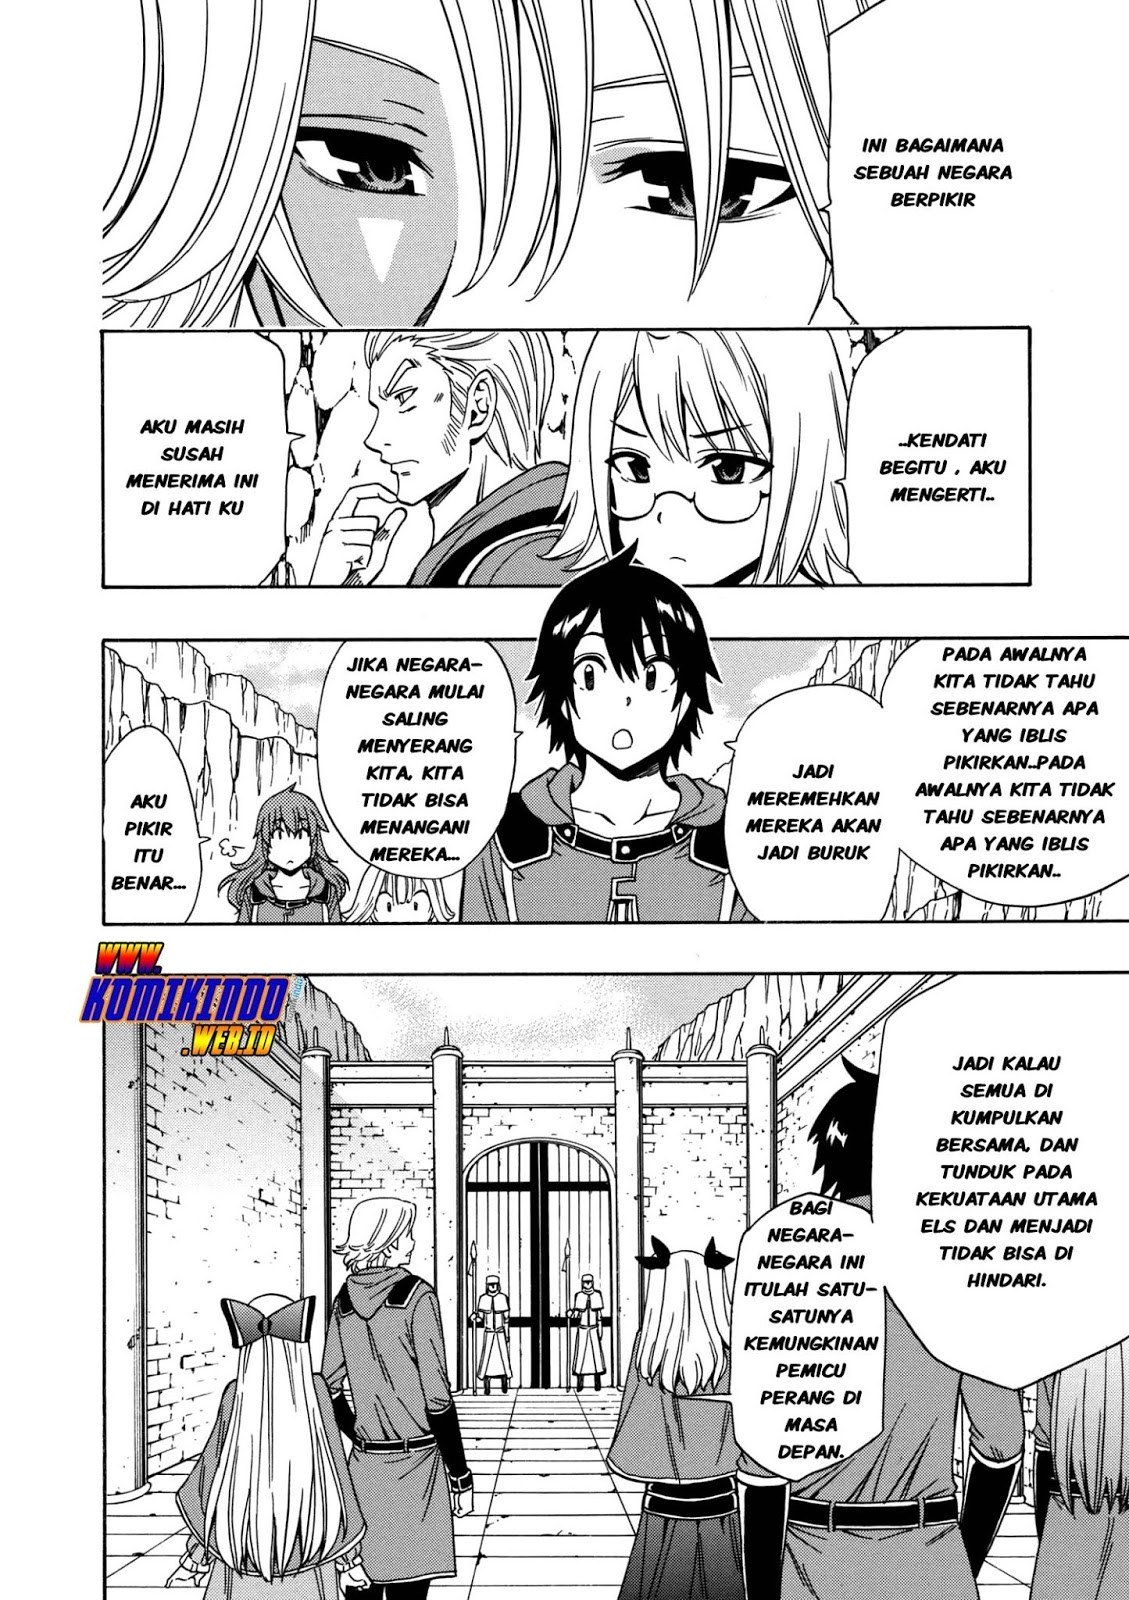 INI BAGAIMANA
SEBUAH NEGARA
BERPIKIR
..KENDATI
BEGITU , AKU
MENGERTI..
AKU MASIH
SUSAH
MENERIMA INI
DI HATI KU
PADA AWALNYA
KITA TIDAK TAHU
SEBENARNYA APA
YANG IBLIS
PIKIRKAN..PADA
AWALNYA KITA TIDAK
TAHU SEBENARNYA
APA YANG IBLIS
PIKIRKAN..
JADI
MEREMEHKAN
MEREKA AKAN
JADI BURUK
JIKA NEGARA-
NEGARA MULAI
SALING
MENYERANG
KITA, KITA
TIDAK BISA
MENANGANI
MEREKA...
AKU
PIKIR
ITU
BENAR...
WWW.
KOMIKINDO
.WEB.ID
JADI KALAU
SEMUA DI
KUMPULKAN
BERSAMA, DAN
TUNDUK PADA
KEKUATAAN UTAMA
ELS DAN MENJADI
TIDAK BISA DI
HINDARI.
BAGI
NEGARA-
NEGARA INI
ITULAH SATU-
SATUNYA
KEMUNGKINAN
PEMICU
PERANG DI
MASA
DEPAN.